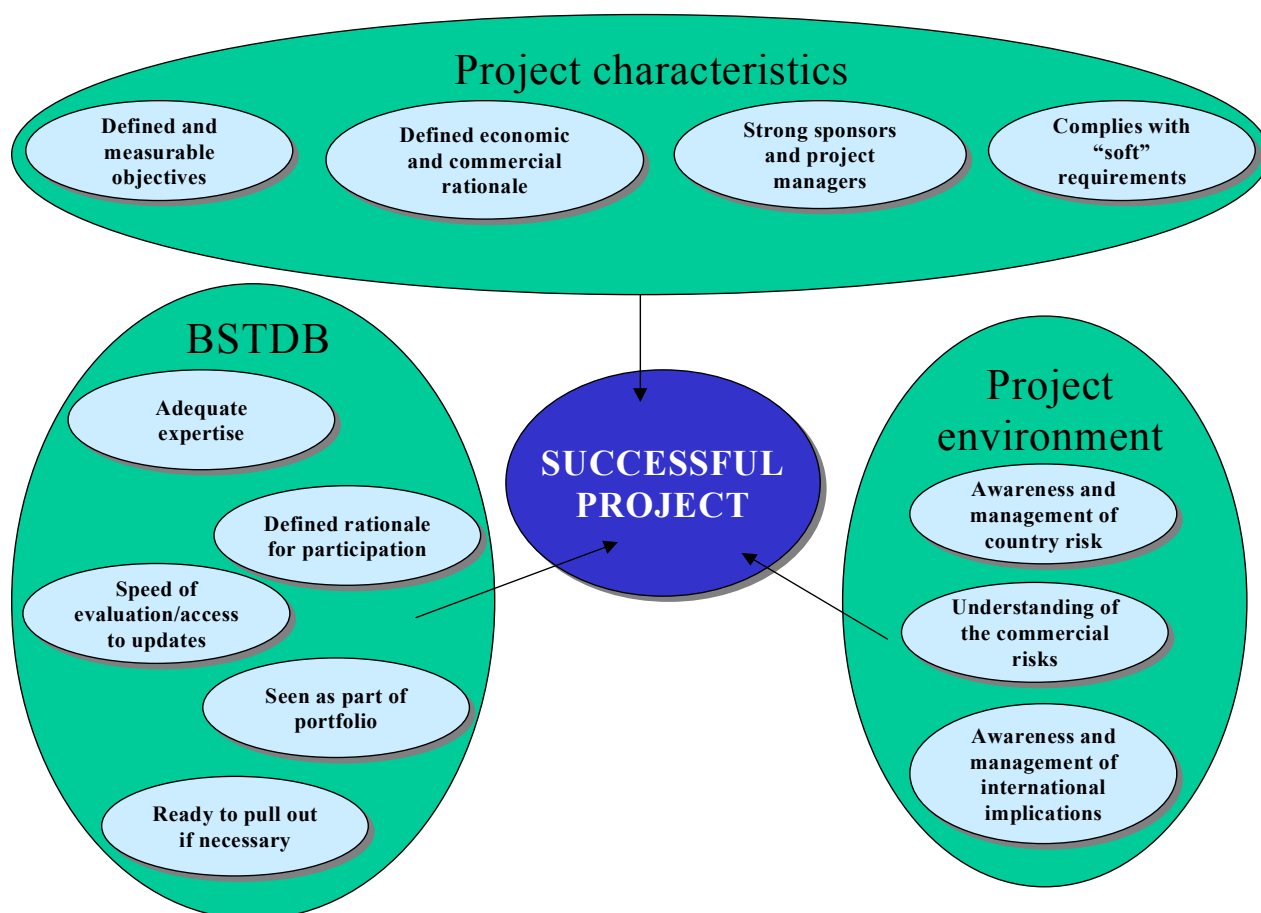 Project characteristics
Defined and
measurable
objectives
Defined economic
and commercial
rationale
Strong sponsors
and project
managers
Complies with
“soft”
requirements
BSTDB
Adequate
expertise
Defined rationale
for participation
Speed of
evaluation/access
to updates
Seen as part of
portfolio
Ready to pull out
if necessary
SUCCESSFUL
PROJECT
Project
environment
Awareness and
management of
country risk
Understanding of
the commercial
risks
Awareness and
management of
international
implications